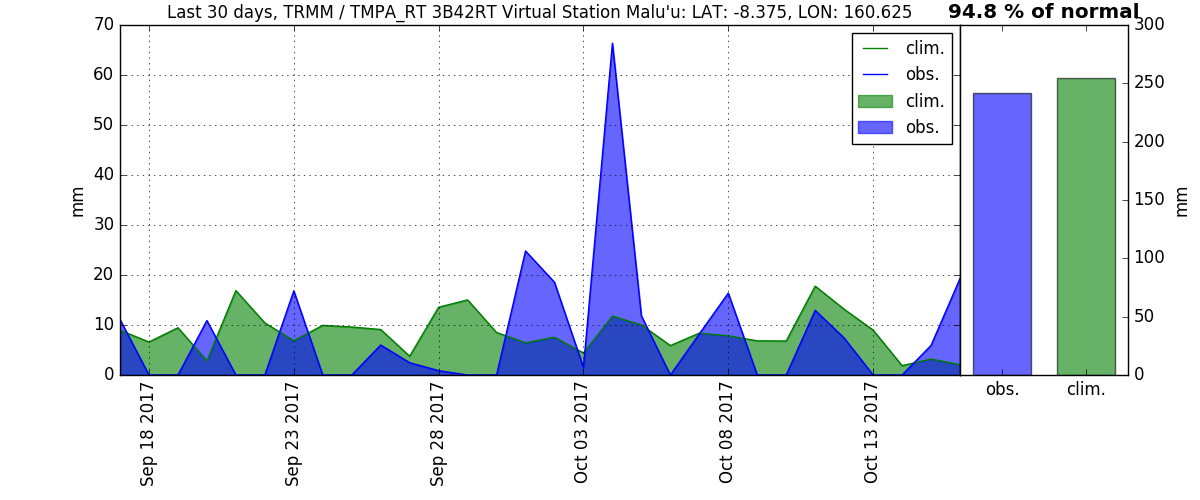 Last 30 days, TRMM / TMPA_RT 3B42RT Virtual Station Malu'u: LAT: -8.375, LON: 160.625
94.8 % of normal
70
60
50
40
30
20
10
0
mm
clim.
obs.
clim.
obs.
Sep 18 2017
Sep 23 2017
Sep 28 2017
Oct 03 2017
Oct 08 2017
Oct 13 2017
300
250
200
150
100
50
0
mm
obs.
clim.